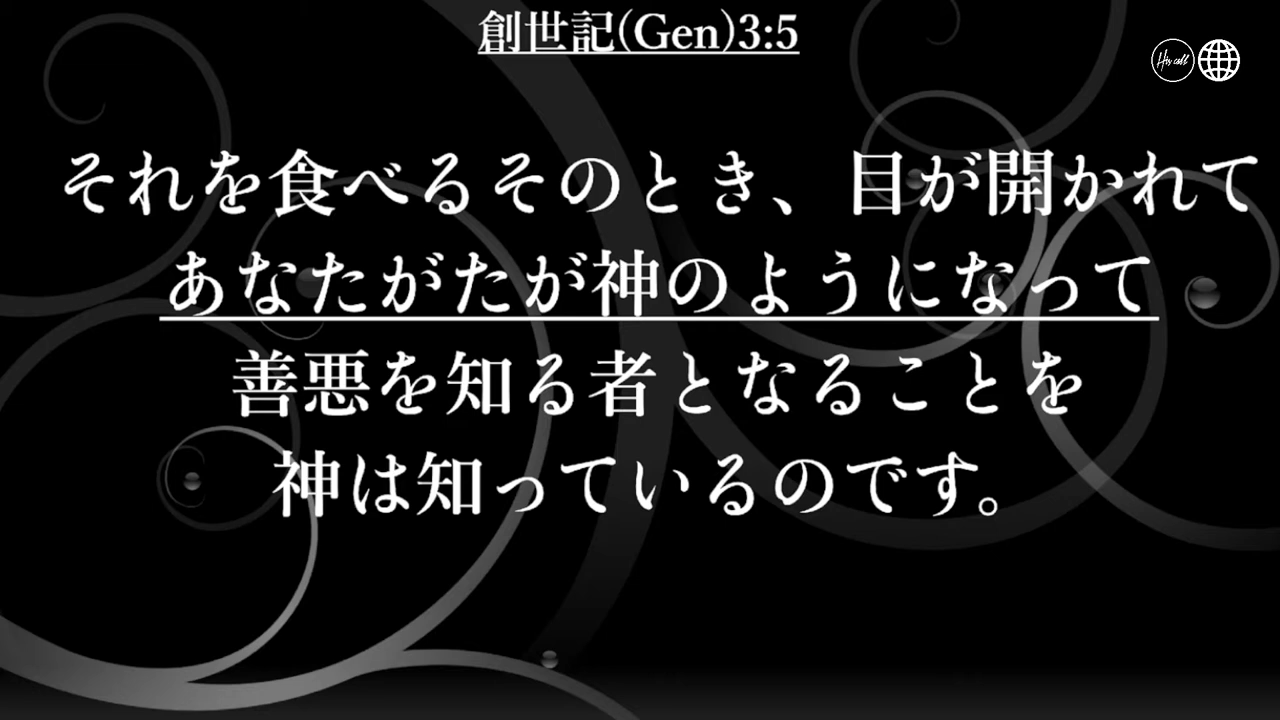 創世記(Gen)3:5
His call
それを食べるそのとき、目が開かれて
あなたがたが神のようになって
善悪を知る者となることを
神は知っているのです。